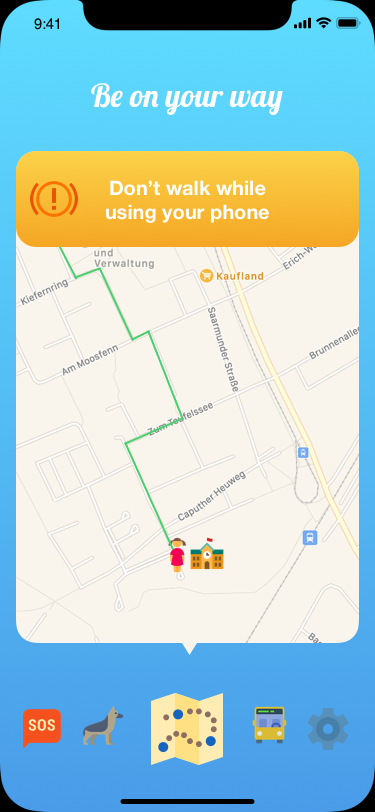 9:41
Be on your way
Don't walk while
using your phone
und
Verwaltung
Kaufland
Erich-W
Kiefernring
Saarmunder Straße
Am Moosfenn
Brunnenalle
Zum Teufelssee
Caputher Heuweg
Ba
SOS